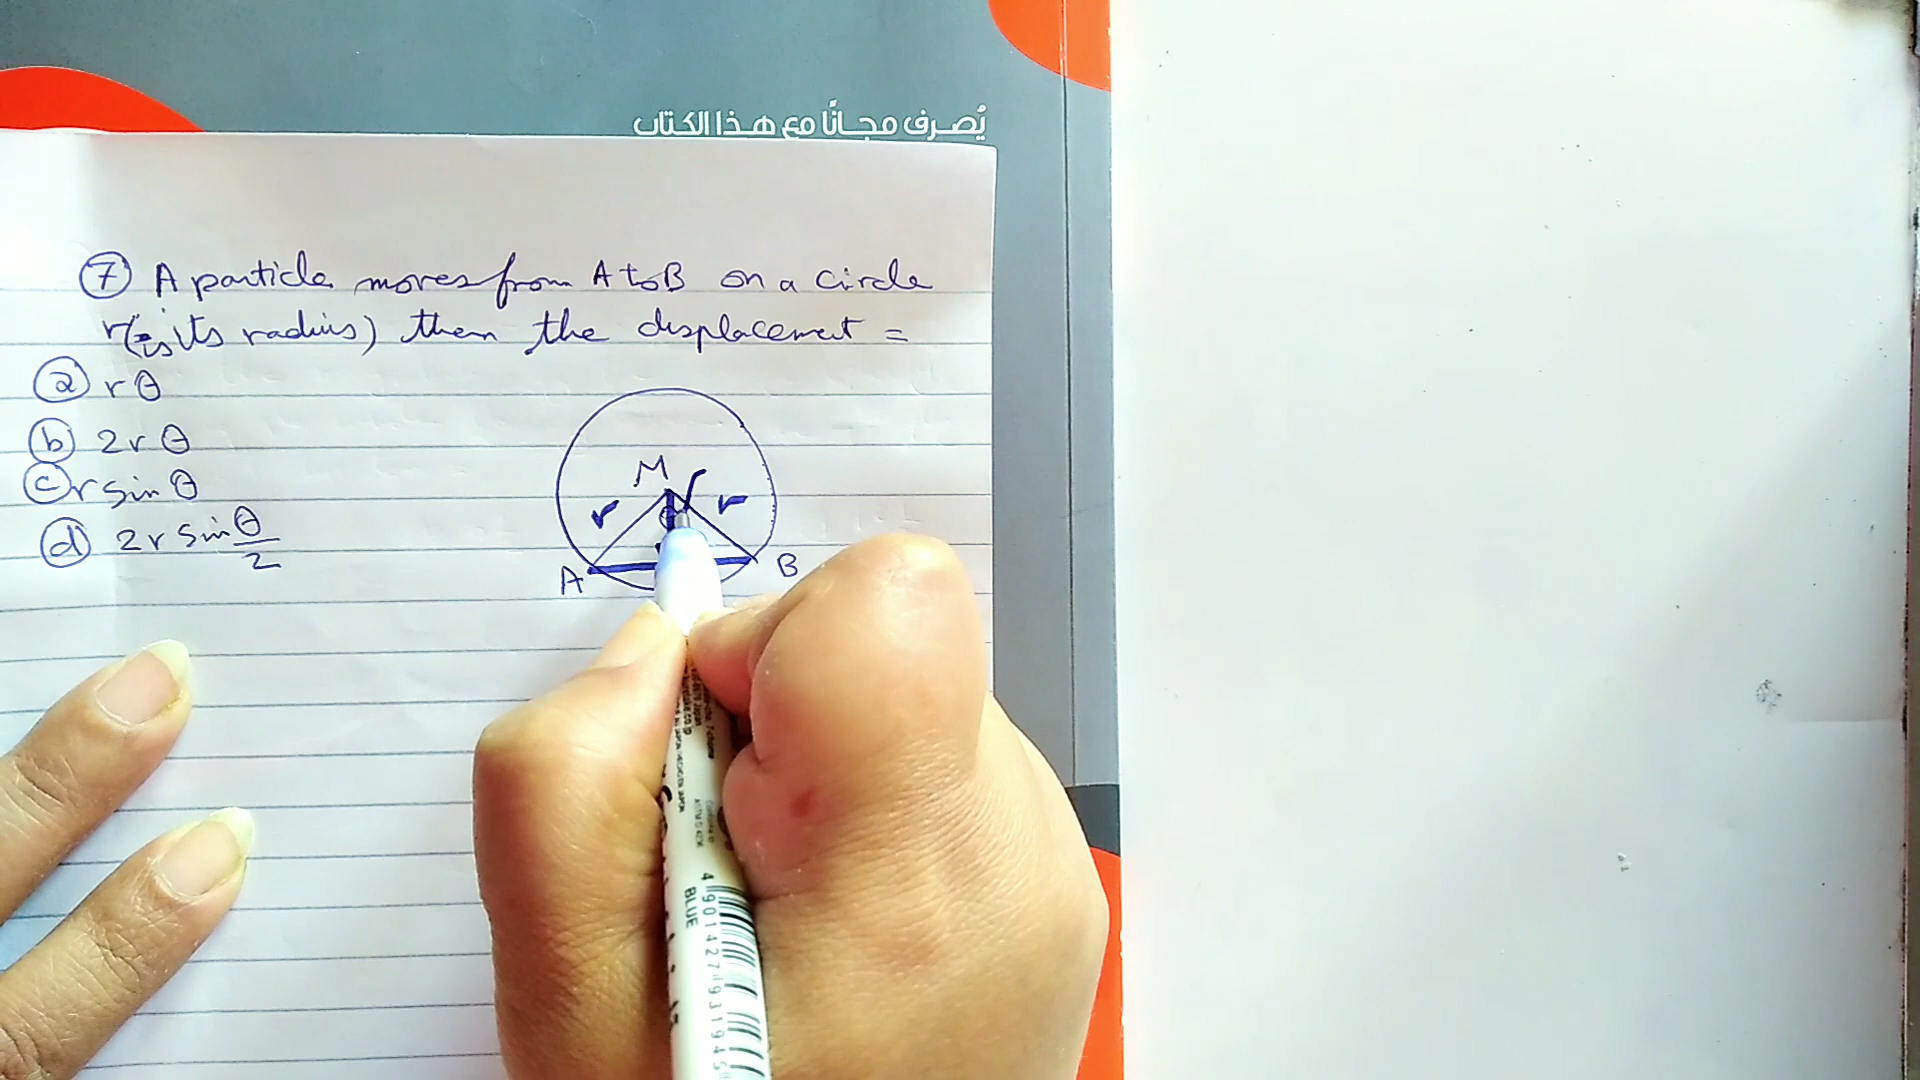 يُصرف مجانًا مع هذا الكتاب
7 A particle moves from A to B on a circle
r (is its radius) then the displacement =
a rθ
b 2rθ
c r sin θ
d 2r sin θ/2
M
r r
A B
BLUE